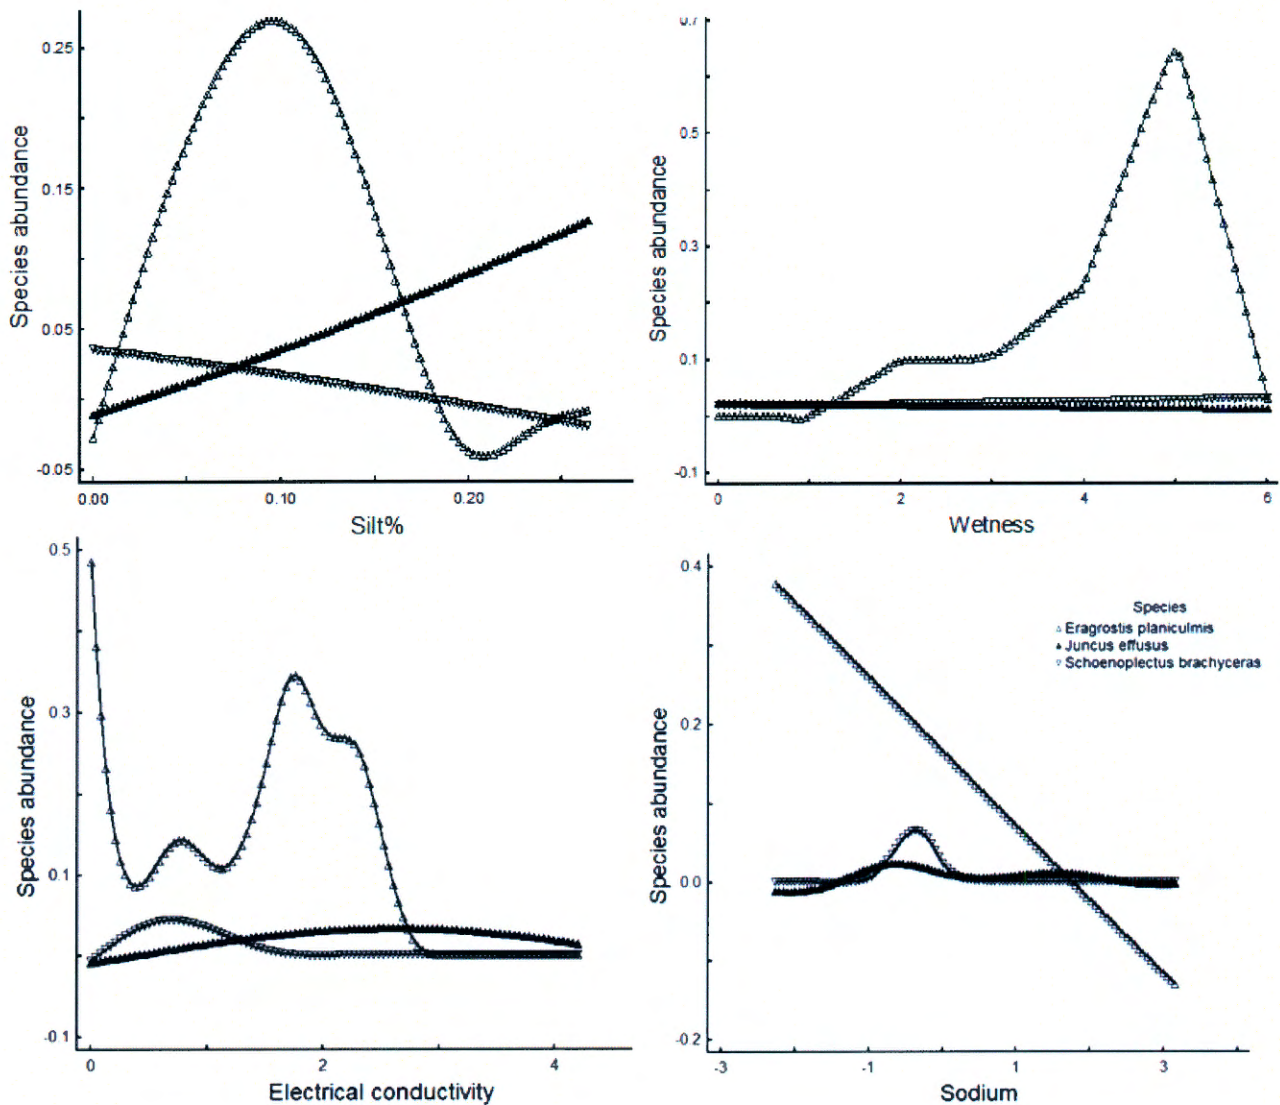 0.25
0.15
0.05
-0.05
0.00
0.10
0.20
Species abundance
Silt%
0.7
0.5
0.3
0.1
-0.1
0
2
4
6
Species abundance
Wetness
0.5
0.3
0.1
-0.1
0
2
4
Species abundance
Electrical conductivity
0.4
0.2
0.0
-0.2
-3
-1
1
3
Species abundance
Sodium
Species
Eragrostis planiculmis
Juncus effusus
Schoenoplectus brachyceras